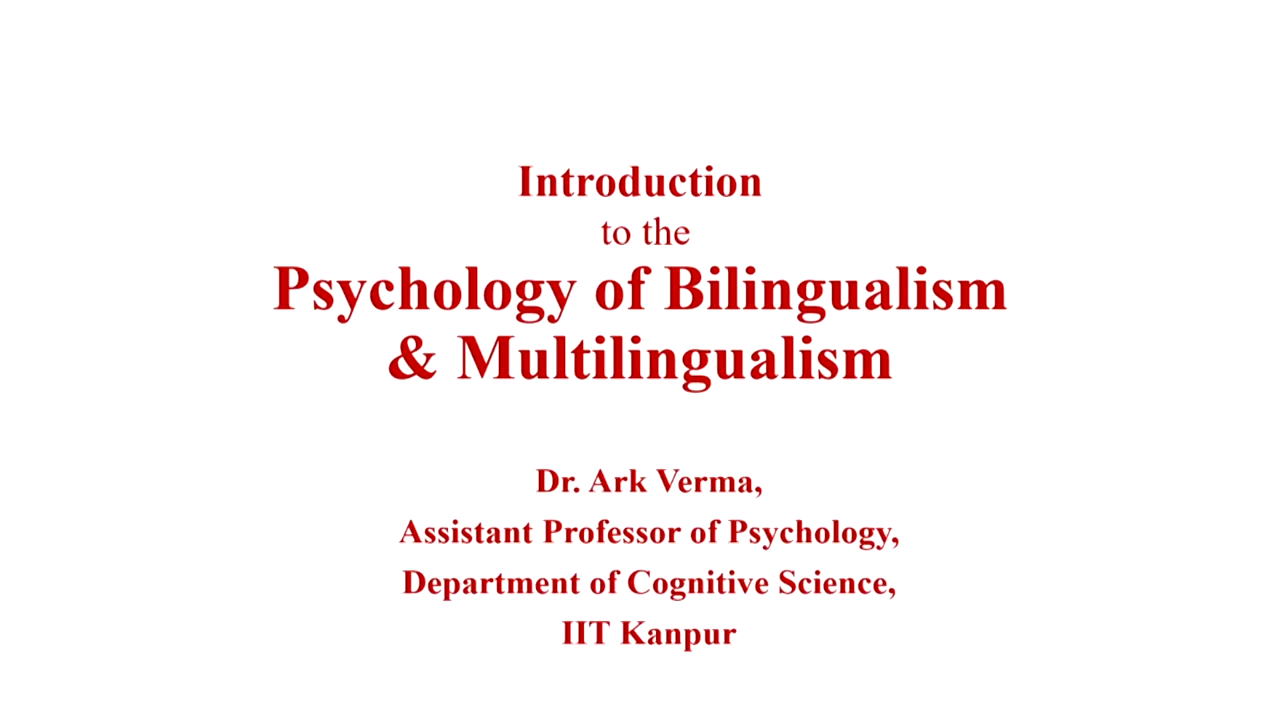 Introduction
to the
Psychology of Bilingualism
& Multilingualism
Dr. Ark Verma,
Assistant Professor of Psychology,
Department of Cognitive Science,
IIT Kanpur